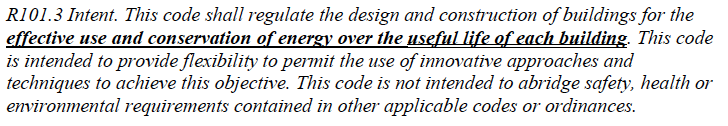 R101.3 Intent. This code shall regulate the design and construction of buildings for the
effective use and conservation of energy over the useful life of each building. This code
is intended to provide flexibility to permit the use of innovative approaches and
techniques to achieve this objective. This code is not intended to abridge safety, health or
environmental requirements contained in other applicable codes or ordinances.